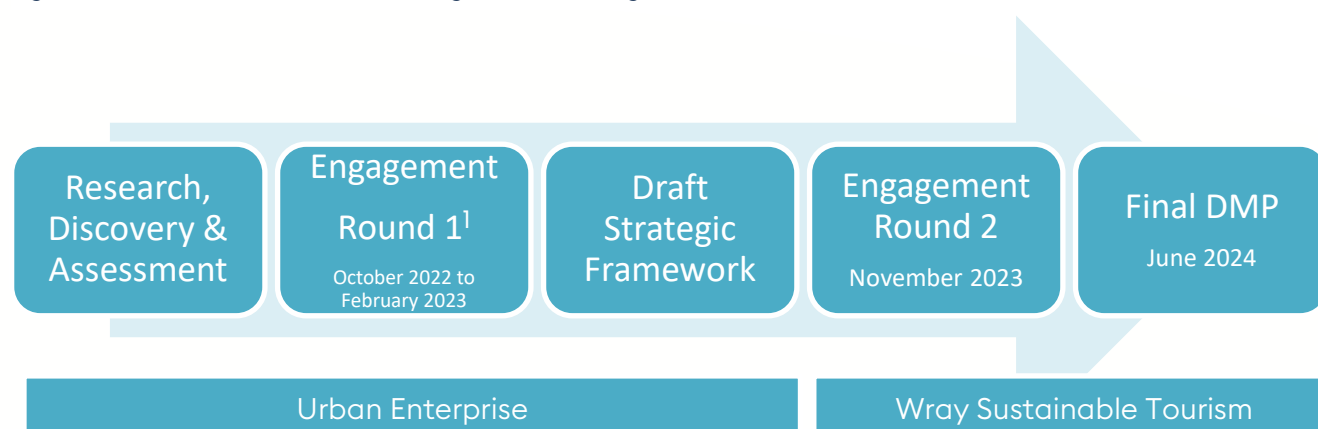 Research,
Discovery &
Assessment
Engagement
Round 1¹
October 2022 to
February 2023
Draft
Strategic
Framework
Engagement
Round 2
November 2023
Final DMP
June 2024
Urban Enterprise
Wray Sustainable Tourism